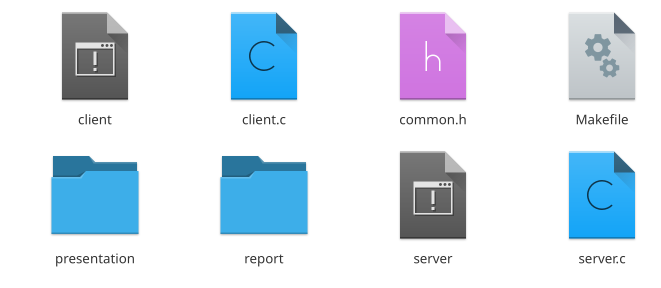 client
client.c
common.h
Makefile
presentation
report
server
server.c